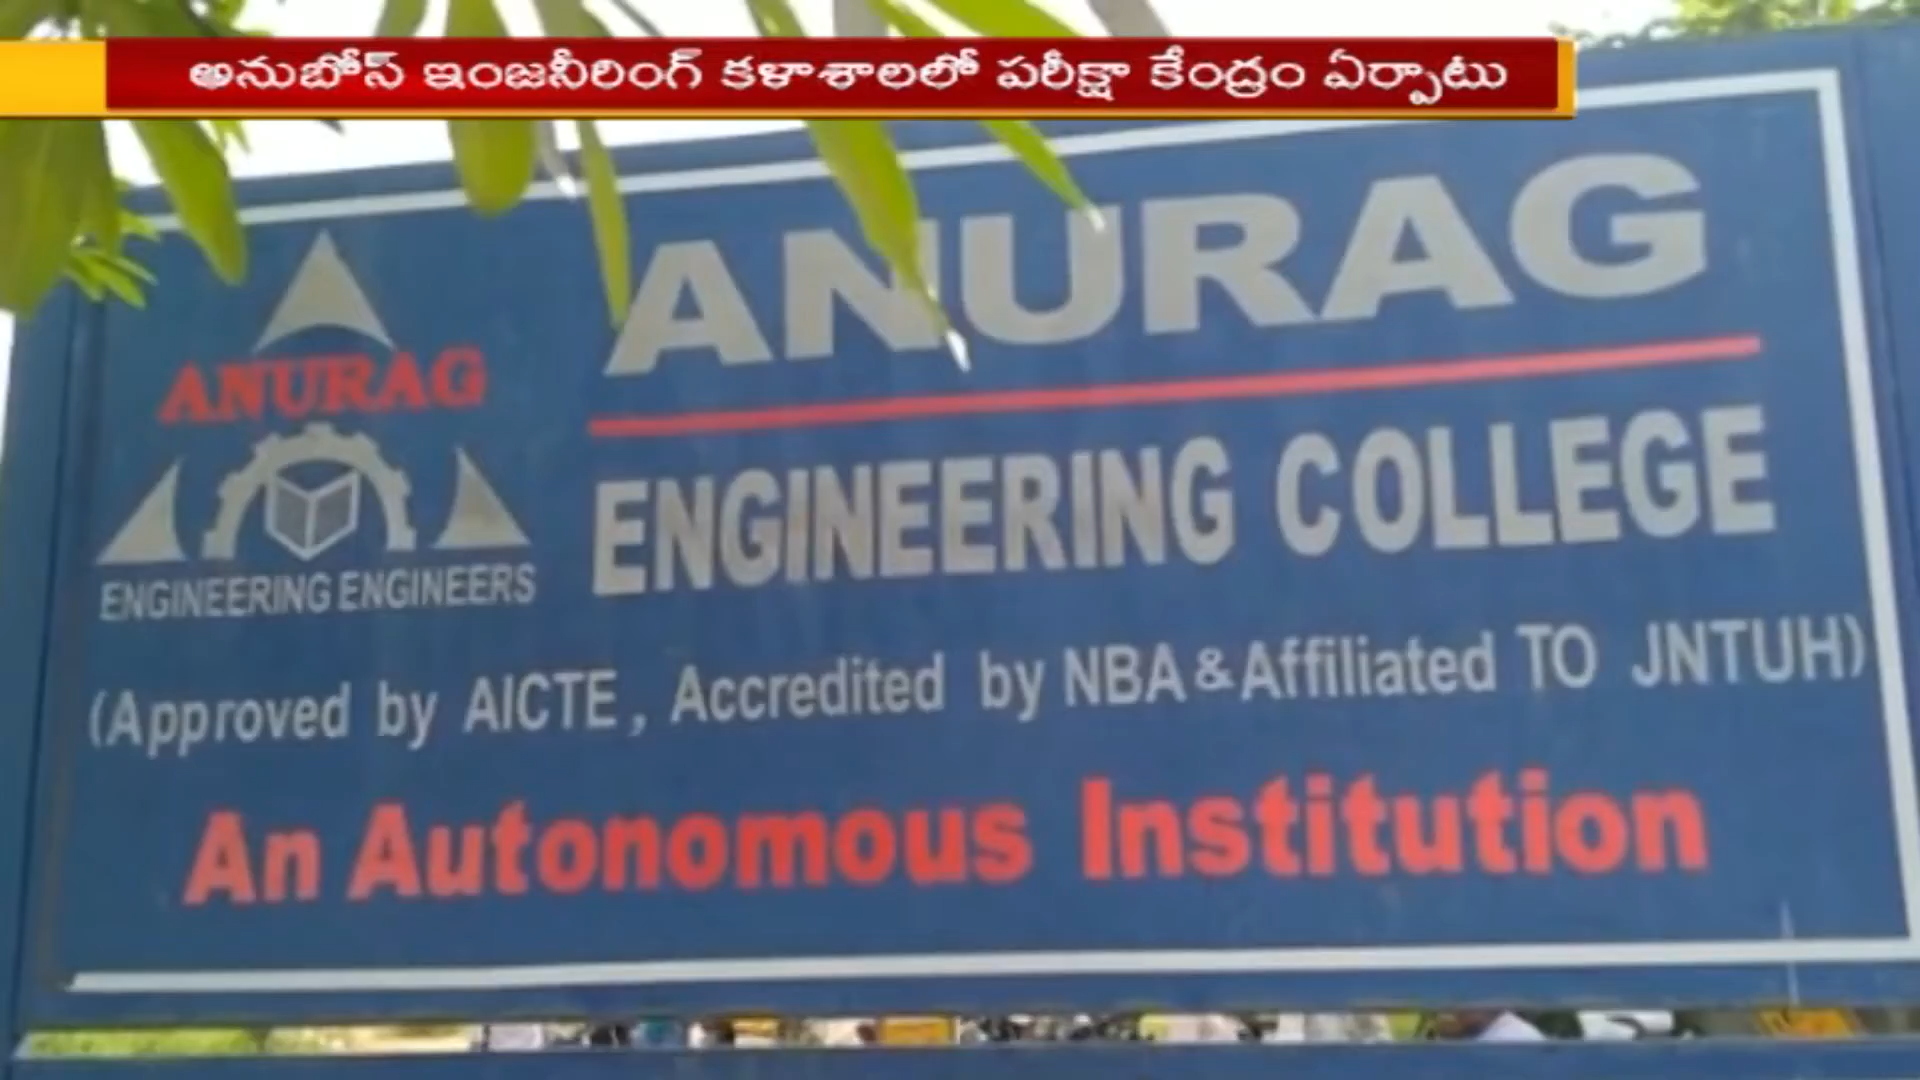 అనుబోస్ ఇంజనీరింగ్ కళాశాలలో పరీక్షా కేంద్రం ఏర్పాటు
ANURAG
ENGINEERING ENGINEERS
ANURAG
ENGINEERING COLLEGE
(Approved by AICTE, Accredited by NBA & Affiliated TO JNTUH)
An Autonomous Institution